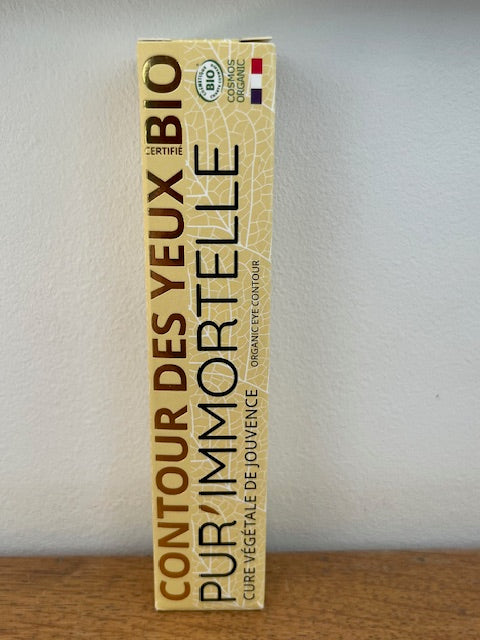 CONTOUR DES YEUX BIO
CERTIFIÉ
PUR'IMMORTELLE
CURE VÉGÉTALE DE JOUVENCE
ORGANIC EYE CONTOUR
BIO
COSMOS
ORGANIC